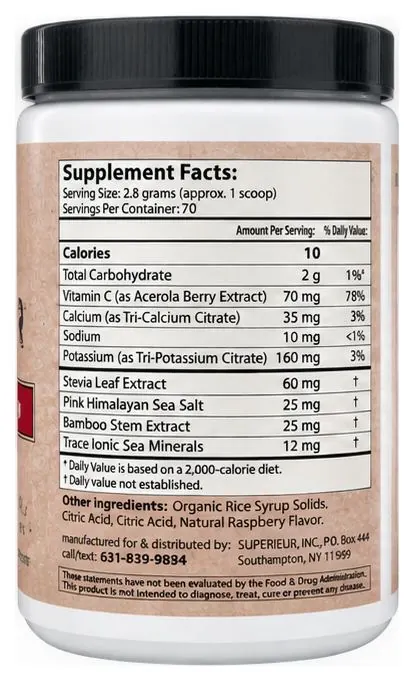 Supplement Facts:
Serving Size: 2.8 grams (approx. 1 scoop)
Servings Per Container: 70
Amount Per Serving: % Daily Value:
Calories 10
Total Carbohydrate 2 g 1%*
Vitamin C (as Acerola Berry Extract) 70 mg 78%
Calcium (as Tri-Calcium Citrate) 35 mg 3%
Sodium 10 mg <1%
Potassium (as Tri-Potassium Citrate) 160 mg 3%
Stevia Leaf Extract 60 mg †
Pink Himalayan Sea Salt 25 mg †
Bamboo Stem Extract 25 mg †
Trace Ionic Sea Minerals 12 mg †
* Daily Value is based on a 2,000-calorie diet.
† Daily value not established.
Other ingredients: Organic Rice Syrup Solids,
Citric Acid, Citric Acid, Natural Raspbery Flavor.
manufactured for & distributed by: SUPERIEUR, INC., P.O. Box 444
call/text: 631-839-9884 Southampton, NY 11959
These statements have not been evaluated by the Food & Drug Administration.
This product is not intended to diagnose, treat, cure or prevent any disease.